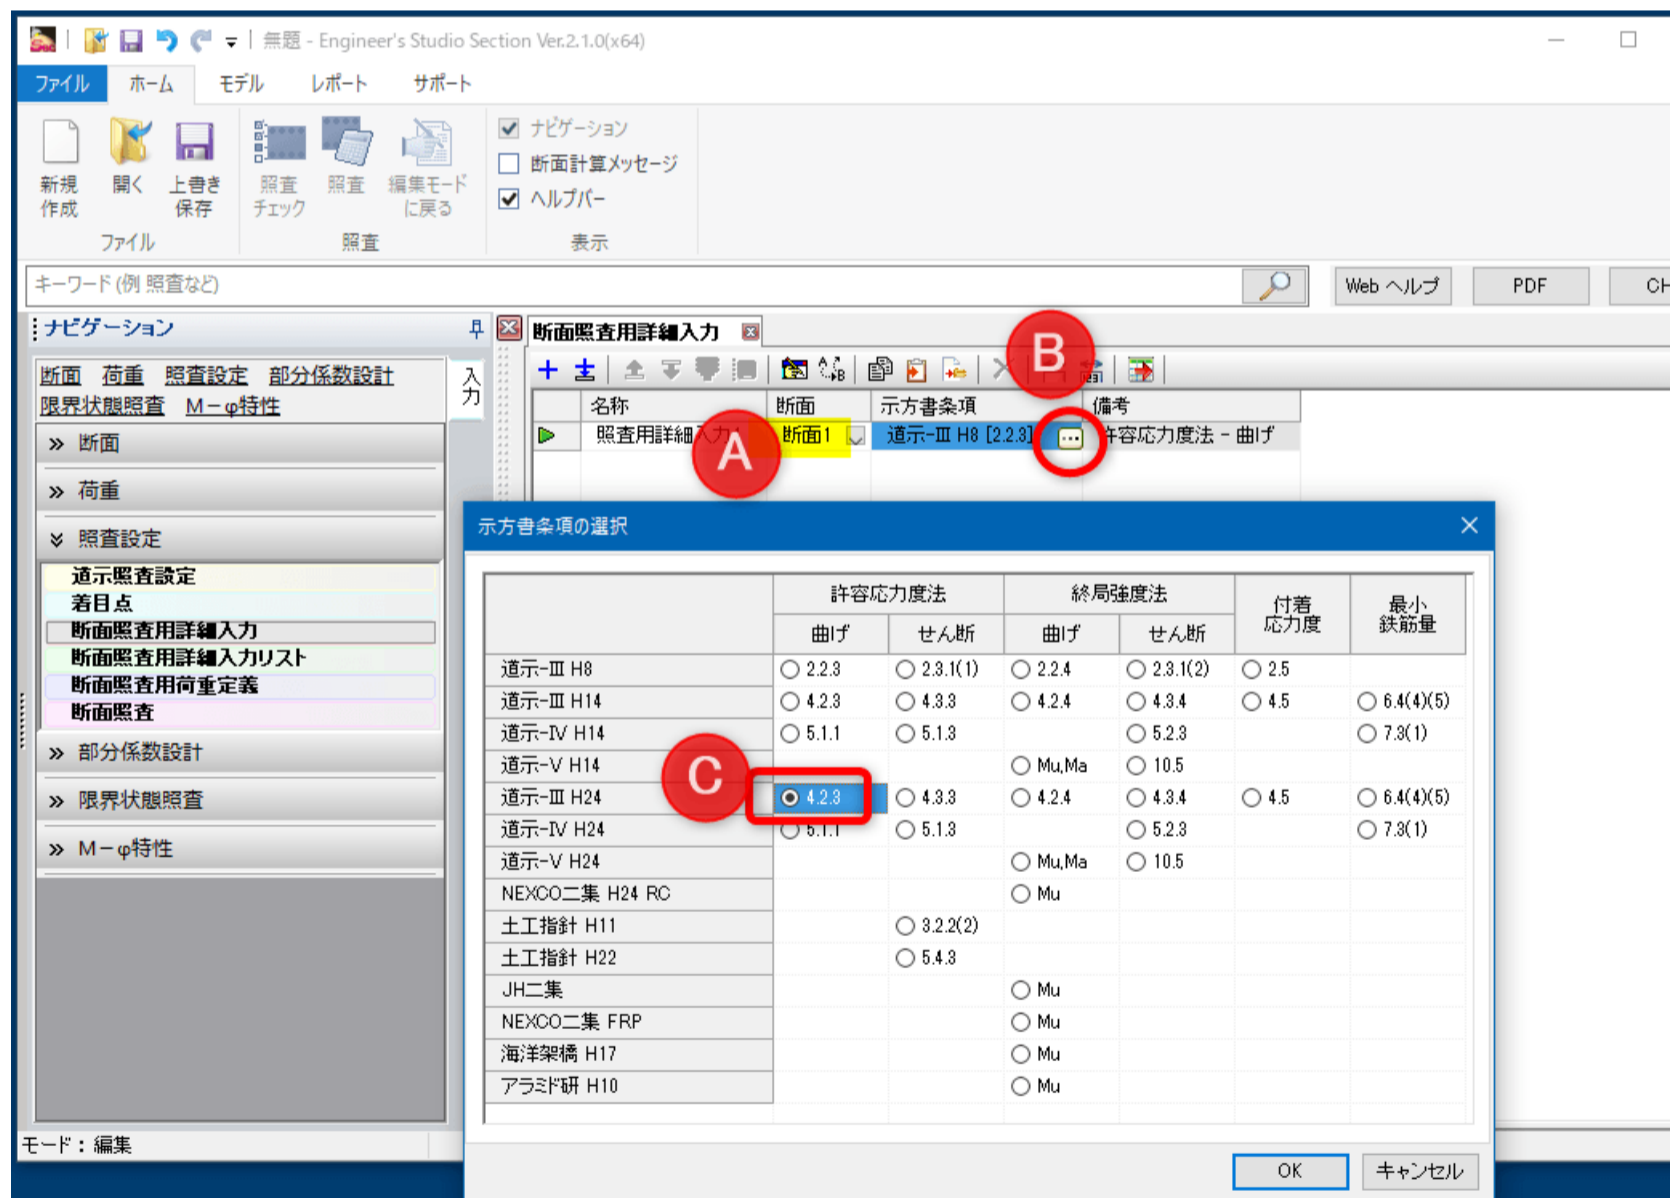 無題 - Engineer's Studio Section Ver.2.1.0(x64)
ファイル ホーム モデル レポート サポート
新規作成 開く 上書き保存 照査チェック 照査 編集モードに戻る
ナビゲーション
断面計算メッセージ
ヘルプバー
ファイル 照査 表示
キーワード (例 照査など) Web ヘルプ PDF CH
ナビゲーション
断面 荷重 照査設定 部分係数設計
限界状態照査 M－φ特性
入力
断面
荷重
照査設定
道示照査設定
着目点
断面照査用詳細入力
断面照査用詳細入力リスト
断面照査用荷重定義
断面照査
部分係数設計
限界状態照査
M－φ特性
断面照査用詳細入力
B
名称 断面 示方書条項 備考
照査用詳細入力 断面1 道示-Ⅲ H8 [2.2.3] ... 許容応力度法 - 曲げ
A
示方書条項の選択
許容応力度法 終局強度法 付着応力度 最小鉄筋量
曲げ せん断 曲げ せん断
道示-Ⅲ H8 2.2.3 2.3.1(1) 2.2.4 2.3.1(2) 2.5
道示-Ⅲ H14 4.2.3 4.3.3 4.2.4 4.3.4 4.5 6.4(4)(5)
道示-Ⅳ H14 5.1.1 5.1.3 5.2.3 7.3(1)
道示-Ⅴ H14 Mu,Ma 10.5
C
道示-Ⅲ H24 4.2.3 4.3.3 4.2.4 4.3.4 4.5 6.4(4)(5)
道示-Ⅳ H24 5.1.1 5.1.3 5.2.3 7.3(1)
道示-Ⅴ H24 Mu,Ma 10.5
NEXCO二集 H24 RC Mu
土工指針 H11 3.2.2(2)
土工指針 H22 5.4.3
JH二集 Mu
NEXCO二集 FRP Mu
海洋架橋 H17 Mu
アラミド研 H10 Mu
OK キャンセル
モード：編集